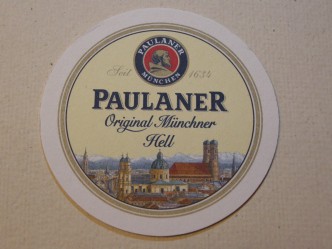 PAULANER
MÜNCHEN
Seit 1634
PAULANER
Original Münchner
Hell